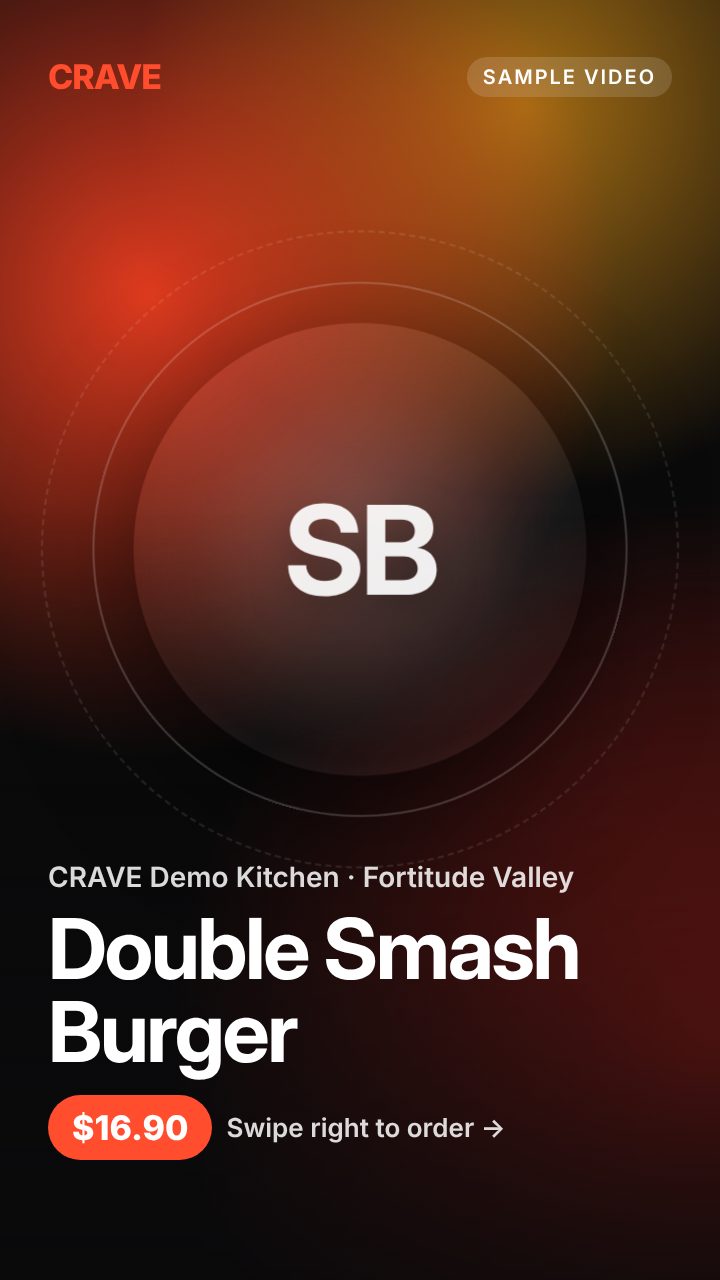 CRAVE
SAMPLE VIDEO
SB
CRAVE Demo Kitchen · Fortitude Valley
Double Smash
Burger
$16.90
Swipe right to order →